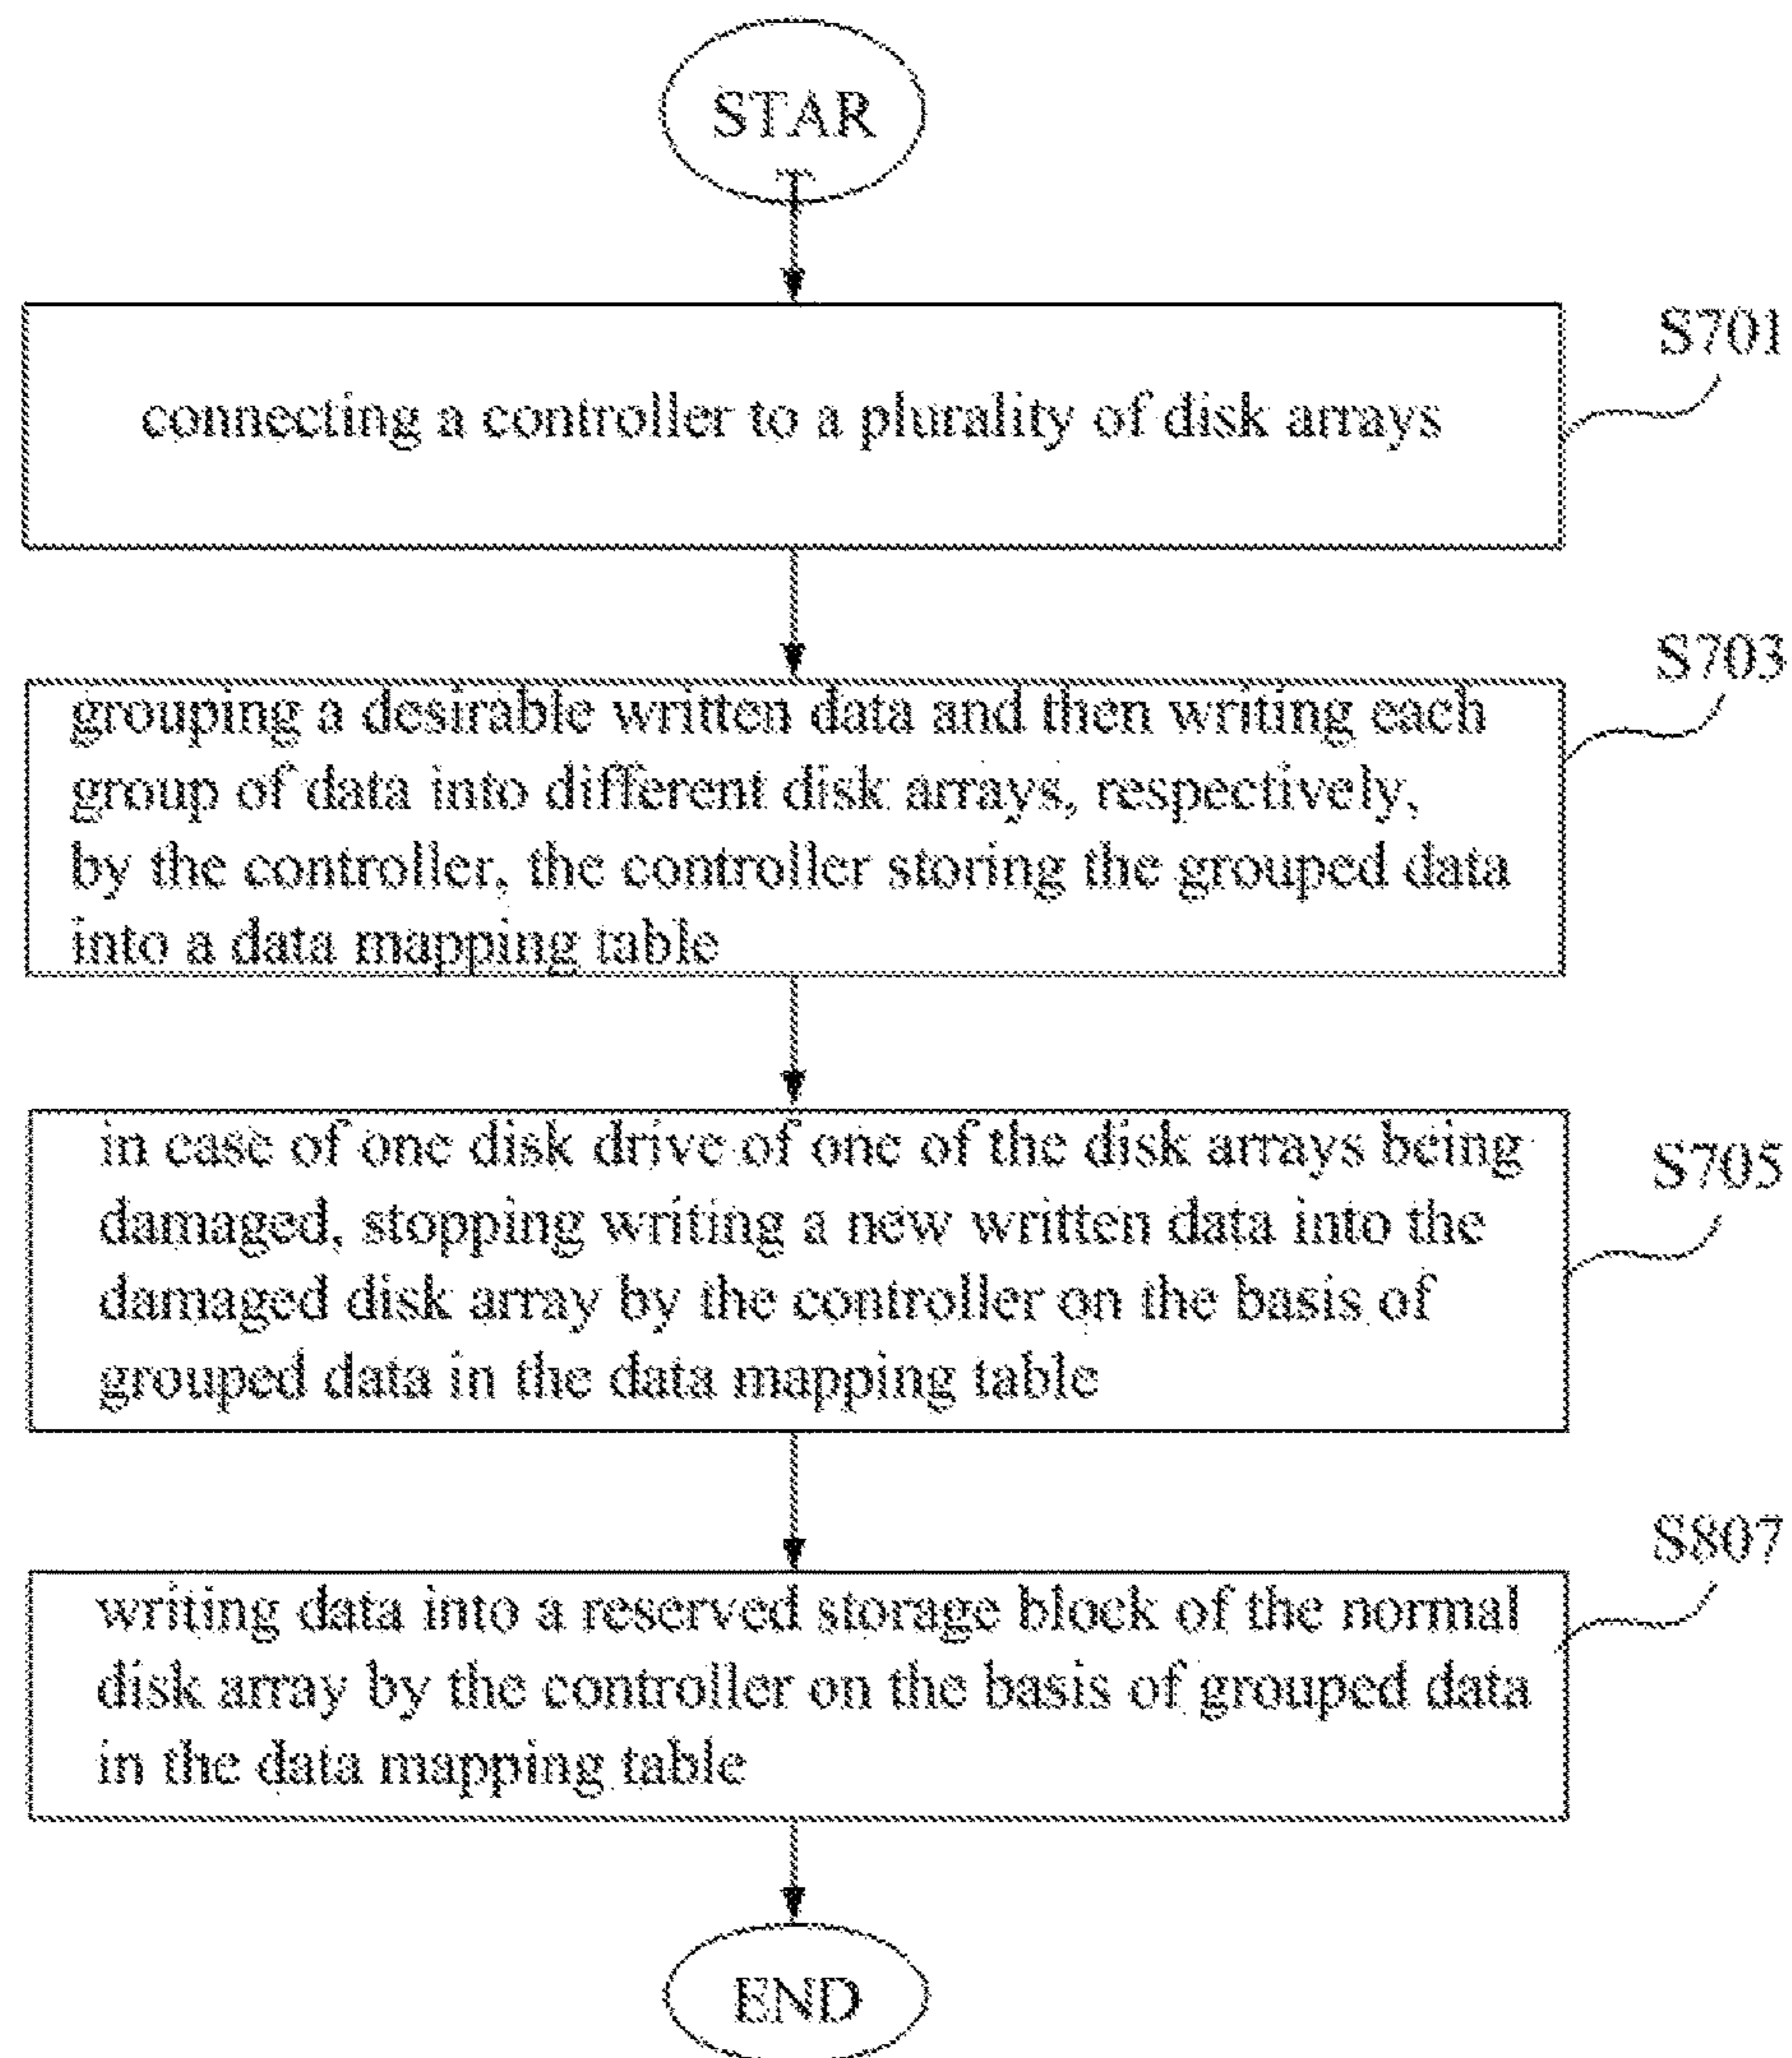 STAR
T
S701
connecting a controller to a plurality of disk arrays
S703
grouping a desirable written data and then writing each
group of data into different disk arrays, respectively,
by the controller, the controller storing the grouped data
into a data mapping table
in case of one disk drive of one of the disk arrays being
S705
damaged, stopping writing a new written data into the
damaged disk array by the controller on the basis of
grouped data in the data mapping table
S807
writing data into a reserved storage block of the normal
disk array by the controller on the basis of grouped data
in the data mapping table
END